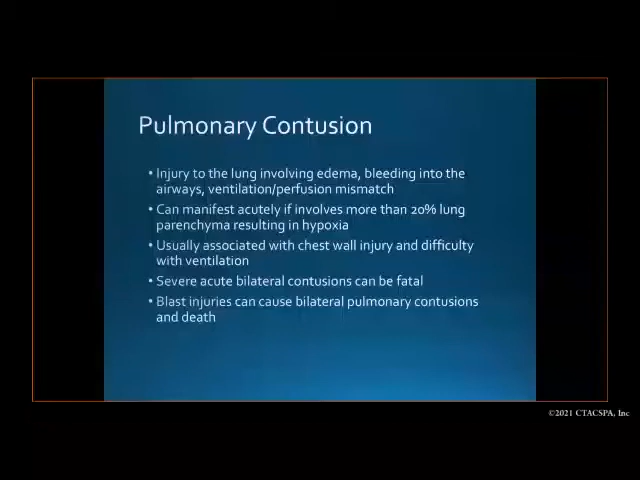 Pulmonary Contusion
• Injury to the lung involving edema, bleeding into the
airways, ventilation/perfusion mismatch
• Can manifest acutely if involves more than 20% lung
parenchyma resulting in hypoxia
• Usually associated with chest wall injury and difficulty
with ventilation
• Severe acute bilateral contusions can be fatal
• Blast injuries can cause bilateral pulmonary contusions
and death
©2021 CTACSPA, Inc